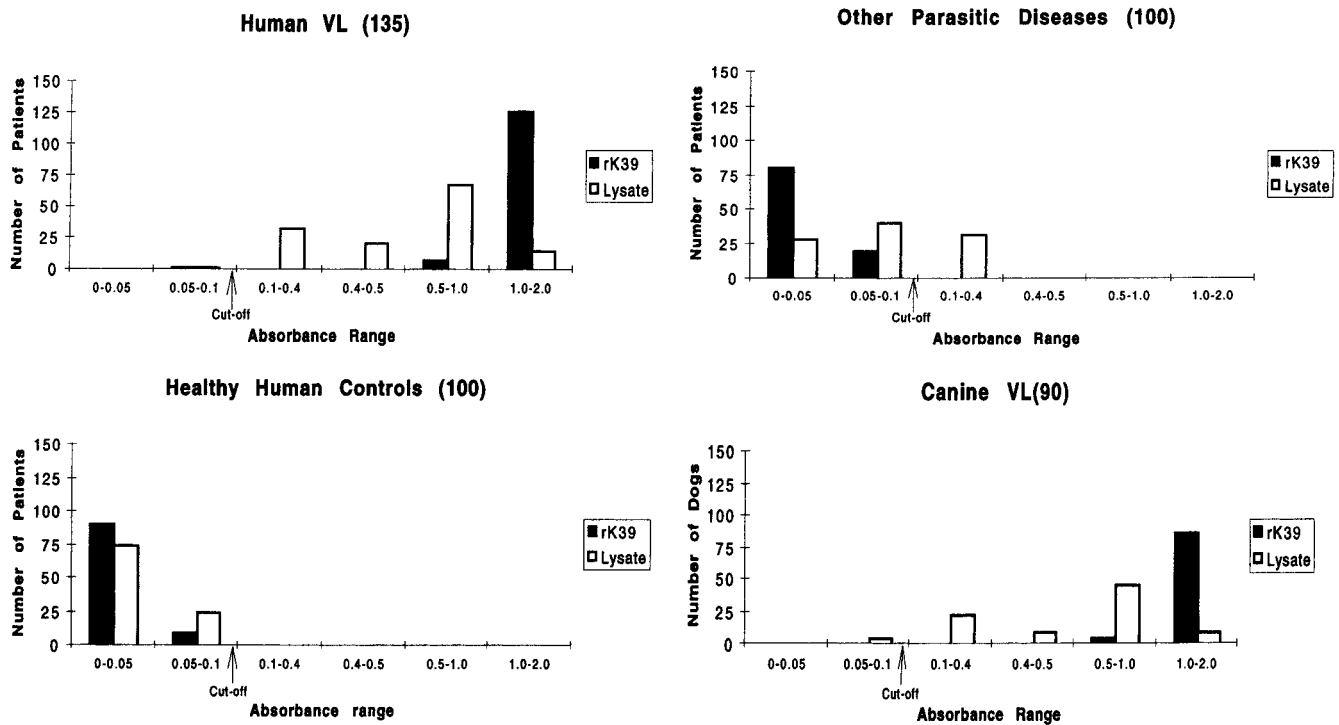 Human VL (135)
Number of Patients
150
125
100
75
50
25
0
0-0.05
0.05-0.1
0.1-0.4
0.4-0.5
0.5-1.0
1.0-2.0
Cut-off
Absorbance Range
rK39
Lysate
Other Parasitic Diseases (100)
Number of Patients
150
125
100
75
50
25
0
0-0.05
0.05-0.1
0.1-0.4
0.4-0.5
0.5-1.0
1.0-2.0
Cut-off
Absorbance Range
rK39
Lysate
Healthy Human Controls (100)
Number of Patients
150
125
100
75
50
25
0
0-0.05
0.05-0.1
0.1-0.4
0.4-0.5
0.5-1.0
1.0-2.0
Cut-off
Absorbance range
rK39
Lysate
Canine VL(90)
Number of Dogs
150
125
100
75
50
25
0
0-0.05
0.05-0.1
0.1-0.4
0.4-0.5
0.5-1.0
1.0-2.0
Cut-off
Absorbance Range
rK39
Lysate